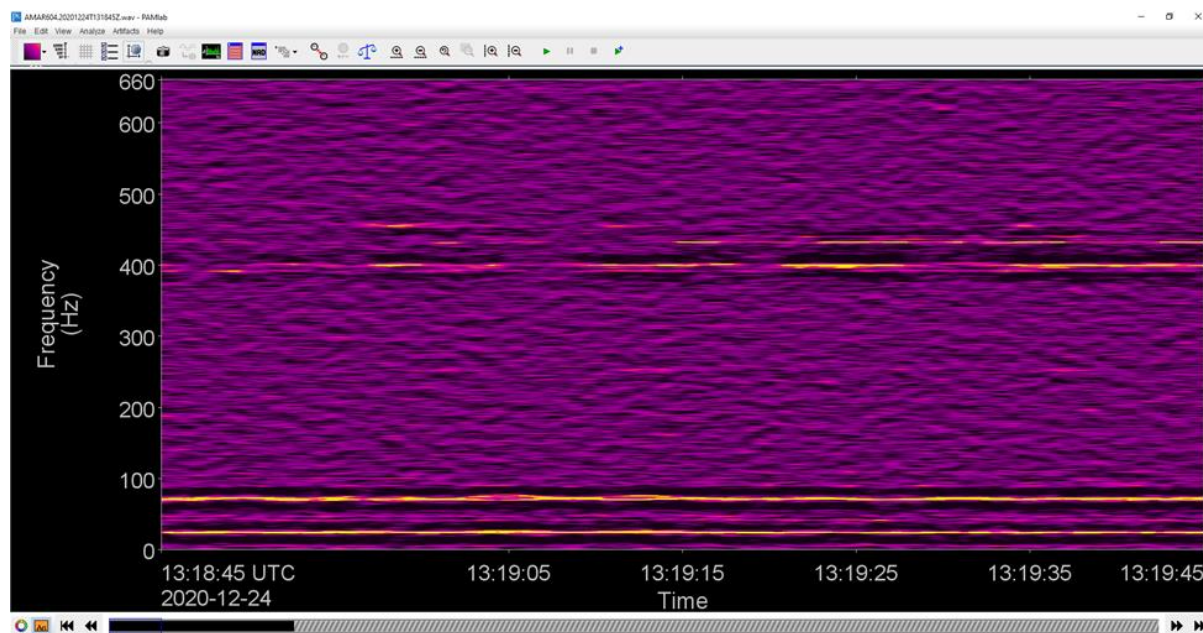 AMAR604.20201224T131845Z.wav - PAMlab
File Edit View Analyze Artifacts Help
NRD
660
600
500
400
300
200
100
0
Frequency
(Hz)
13:18:45 UTC 13:19:05 13:19:15 13:19:25 13:19:35 13:19:45
2020-12-24
Time